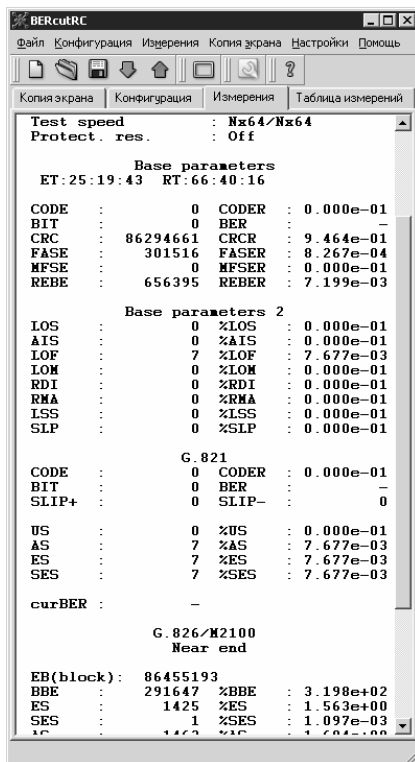 BERcutRC
Файл Конфигурация Измерения Копия экрана Настройки Помощь
Копия экрана Конфигурация Измерения Таблица измерений
Test speed : Nx64/Nx64
Protect. res. : Off
Base parameters
ET:25:19:43 RT:66:40:16
CODE : 0 CODER : 0.000e-01
BIT : 0 BER : -
CRC : 86294661 CRCR : 9.464e-01
FASE : 301516 FASER : 8.267e-04
MFSE : 0 MFSER : 0.000e-01
REBE : 656395 REBER : 7.199e-03
Base parameters 2
LOS : 0 %LOS : 0.000e-01
AIS : 0 %AIS : 0.000e-01
LOF : 7 %LOF : 7.677e-03
LOM : 0 %LOM : 0.000e-01
RDI : 0 %RDI : 0.000e-01
RMA : 0 %RMA : 0.000e-01
LSS : 0 %LSS : 0.000e-01
SLP : 0 %SLP : 0.000e-01
G.821
CODE : 0 CODER : 0.000e-01
BIT : 0 BER : -
SLIP+ : 0 SLIP- : 0
US : 0 %US : 0.000e-01
AS : 7 %AS : 7.677e-03
ES : 7 %ES : 7.677e-03
SES : 7 %SES : 7.677e-03
curBER : -
G.826/M2100
Near end
EB(block): 86455193
BBE : 291647 %BBE : 3.198e+02
ES : 1425 %ES : 1.563e+00
SES : 1 %SES : 1.097e-03